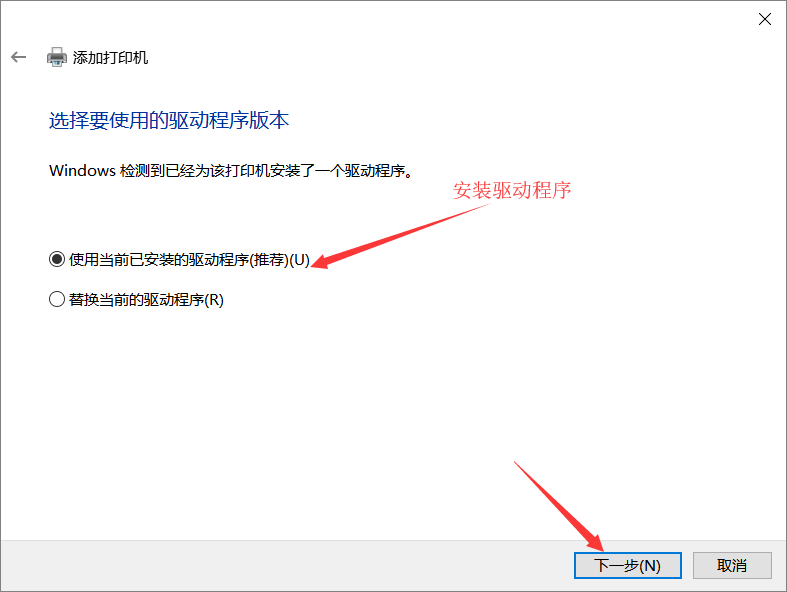 添加打印机
选择要使用的驱动程序版本
Windows 检测到已经为该打印机安装了一个驱动程序。
安装驱动程序
使用当前已安装的驱动程序(推荐)(U)
替换当前的驱动程序(R)
下一步(N)
取消